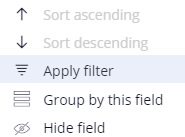 Sort ascending
Sort descending
Apply filter
Group by this field
Hide field